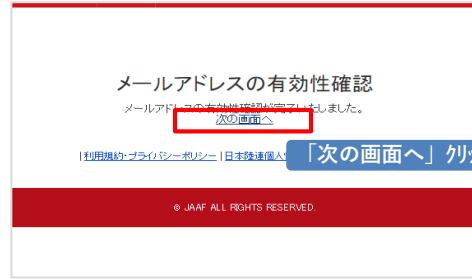 メールアドレスの有効性確認
メールアドレスの有効性確認が完了いたしました。
次の画面へ
|利用規約・プライバシーポリシー|日本陸連個人
「次の画面へ」クリ
© JAAF ALL RIGHTS RESERVED.